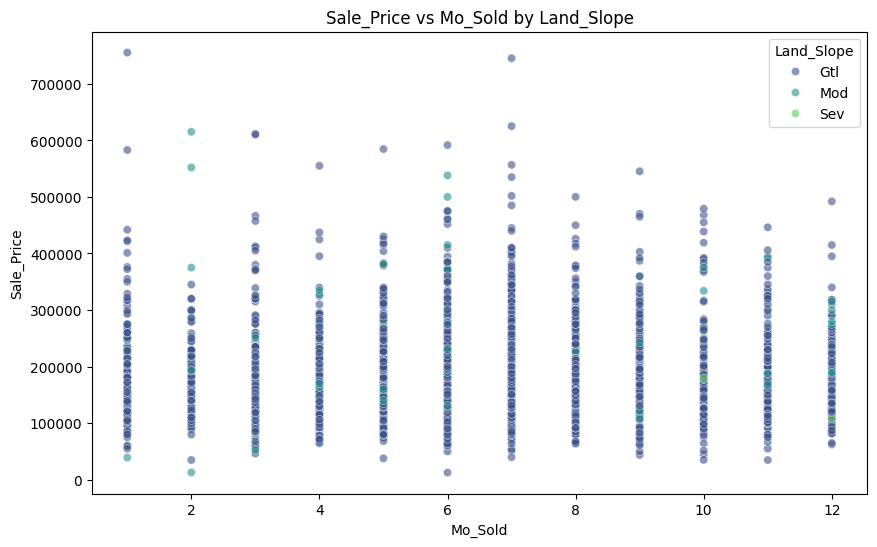 Sale_Price vs Mo_Sold by Land_Slope
Land_Slope
Gtl
Mod
Sev
700000
600000
500000
400000
300000
200000
100000
0
Sale_Price
2 4 6 8 10 12
Mo_Sold